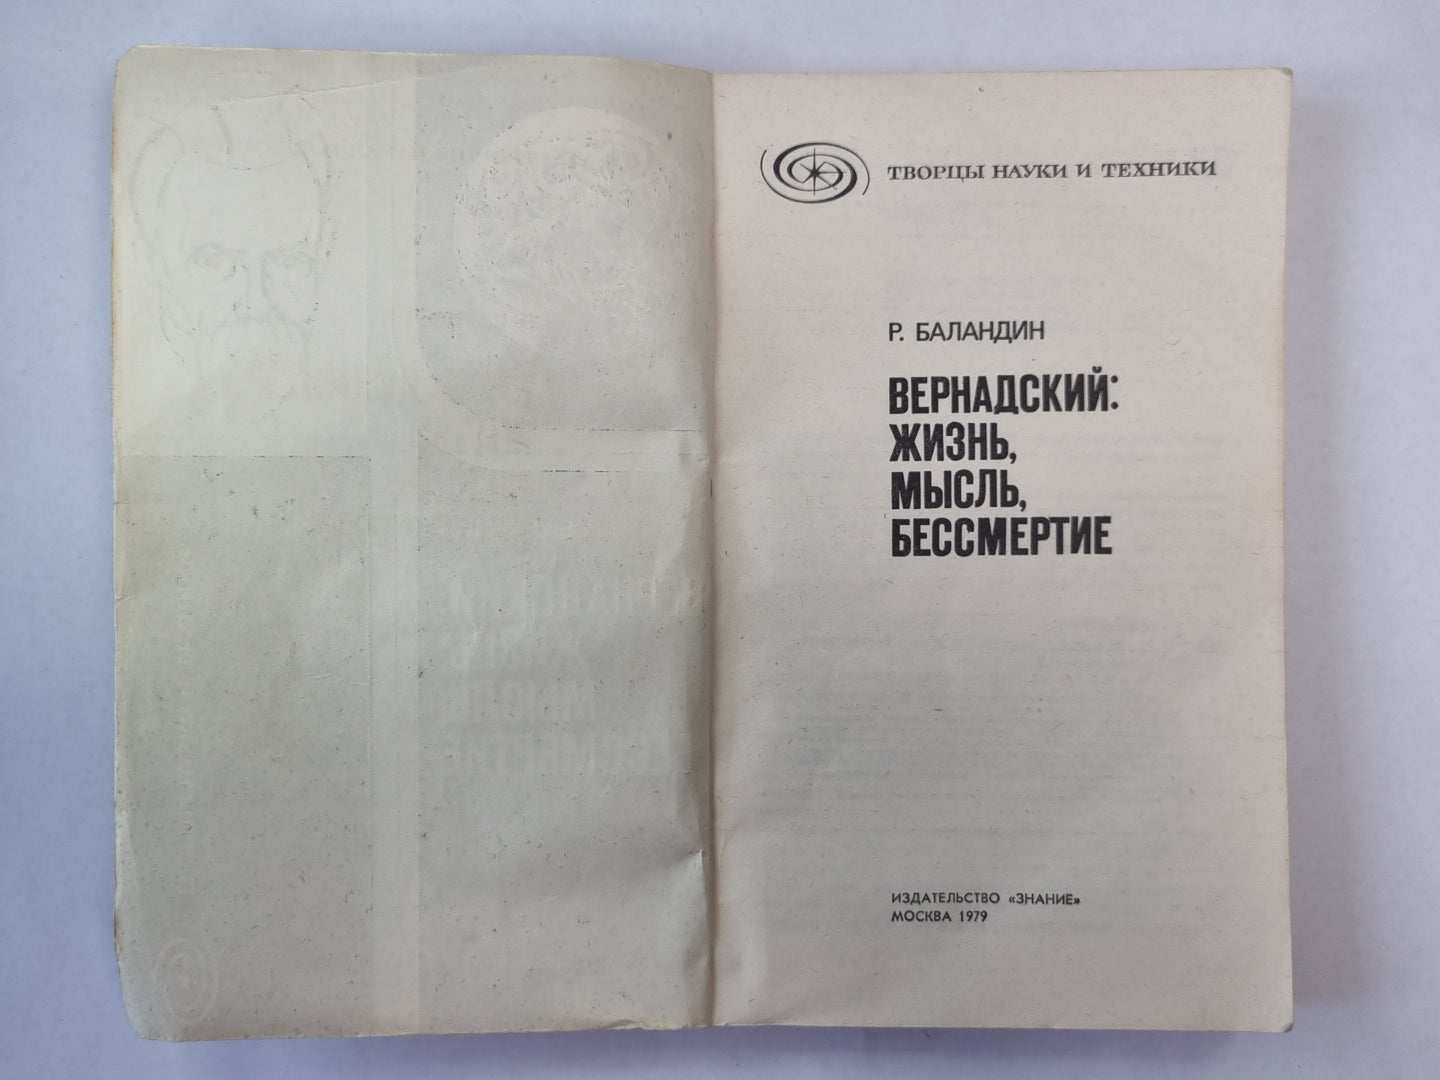 ТВОРЦЫ НАУКИ И ТЕХНИКИ
Р. БАЛАНДИН
ВЕРНАДСКИЙ:
ЖИЗНЬ,
МЫСЛЬ,
БЕССМЕРТИЕ
ИЗДАТЕЛЬСТВО «ЗНАНИЕ»
МОСКВА 1979